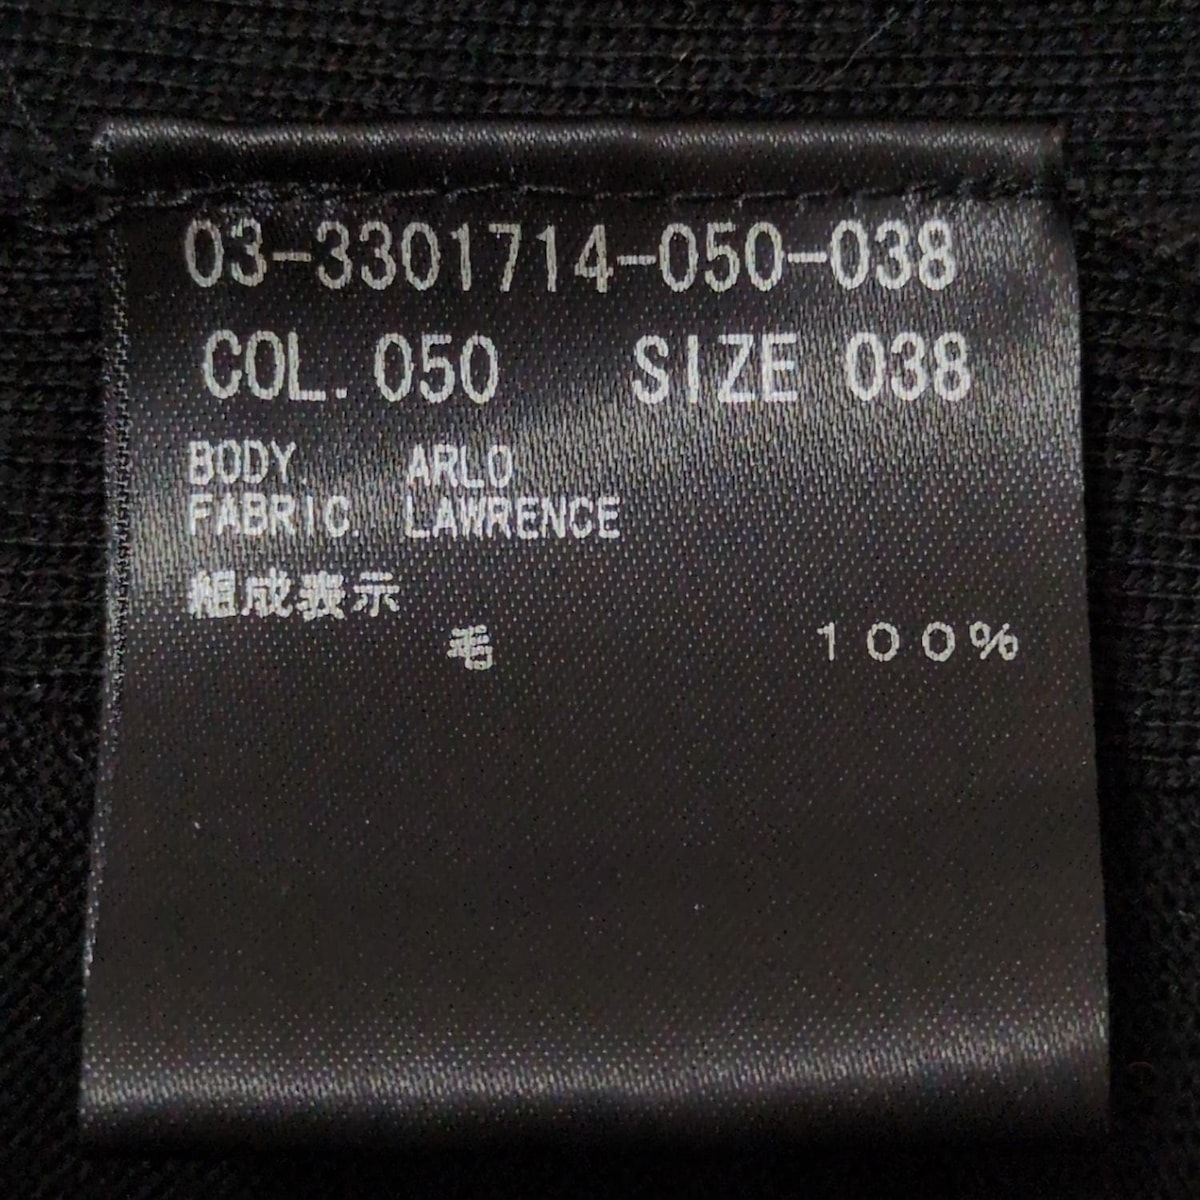 03-3301714-050-038
COL. 050 SIZE 038
BODY. ARLO
FABRIC. LAWRENCE
組成表示
毛 100%